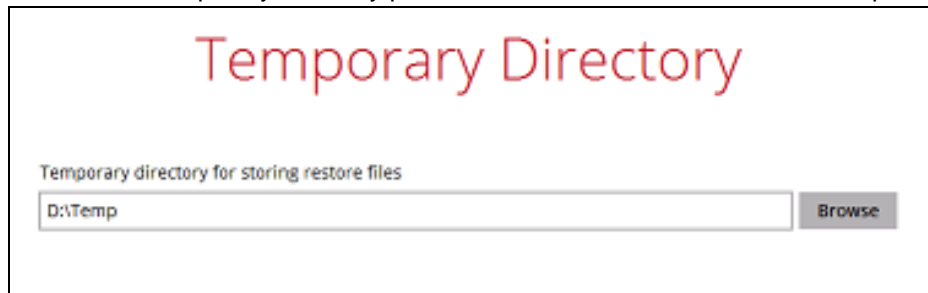 Temporary Directory
Temporary directory for storing restore files
D:\Temp
Browse